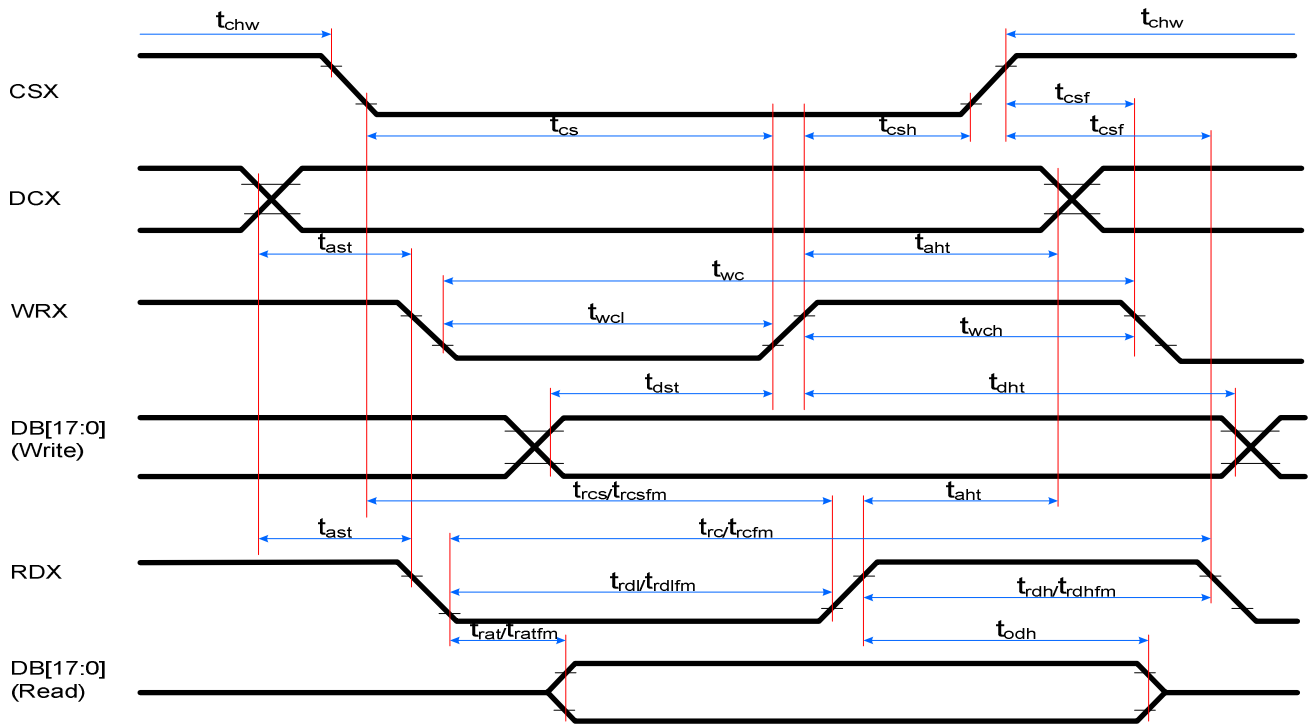 tchw
tchw
CSX
tcsf
tcs
tcsh
tcsf
DCX
tast
taht
twc
WRX
twcl
twch
tdst
tdht
DB[17:0]
(Write)
trcs/trcsfm
taht
tast
trc/trcfm
RDX
trdl/trdlfm
trdh/trdhfm
trat/tratfm
todh
DB[17:0]
(Read)